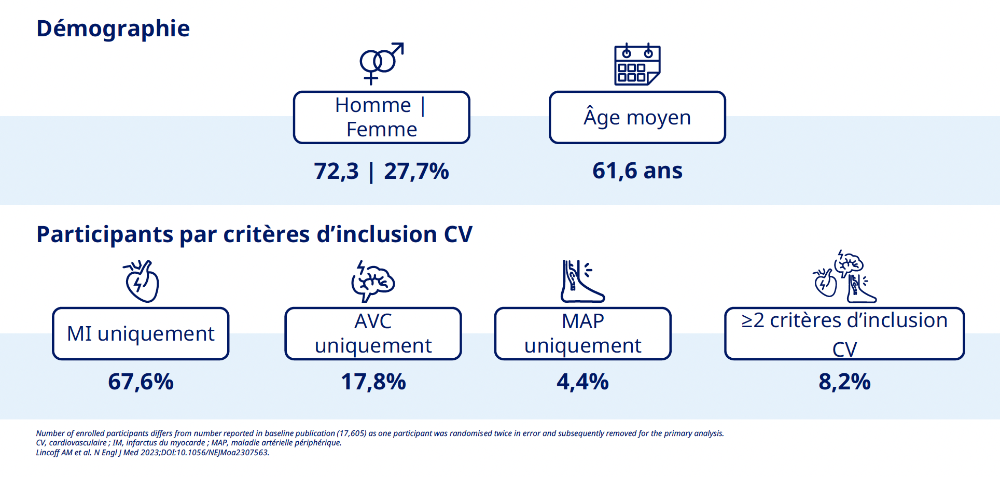 Démographie
Homme |
Femme
Âge moyen
72,3 | 27,7%
61,6 ans
Participants par critères d’inclusion CV
MI uniquement
AVC
uniquement
MAP
uniquement
≥2 critères d’inclusion
CV
67,6%
17,8%
4,4%
8,2%
Number of enrolled participants differs from number reported in baseline publication (17,605) as one participant was randomised twice in error and subsequently removed for the primary analysis.
CV, cardiovasculaire ; IM, infarctus du myocarde ; MAP, maladie artérielle périphérique.
Lincoff AM et al. N Engl J Med 2023;DOI:10.1056/NEJMoa2307563.